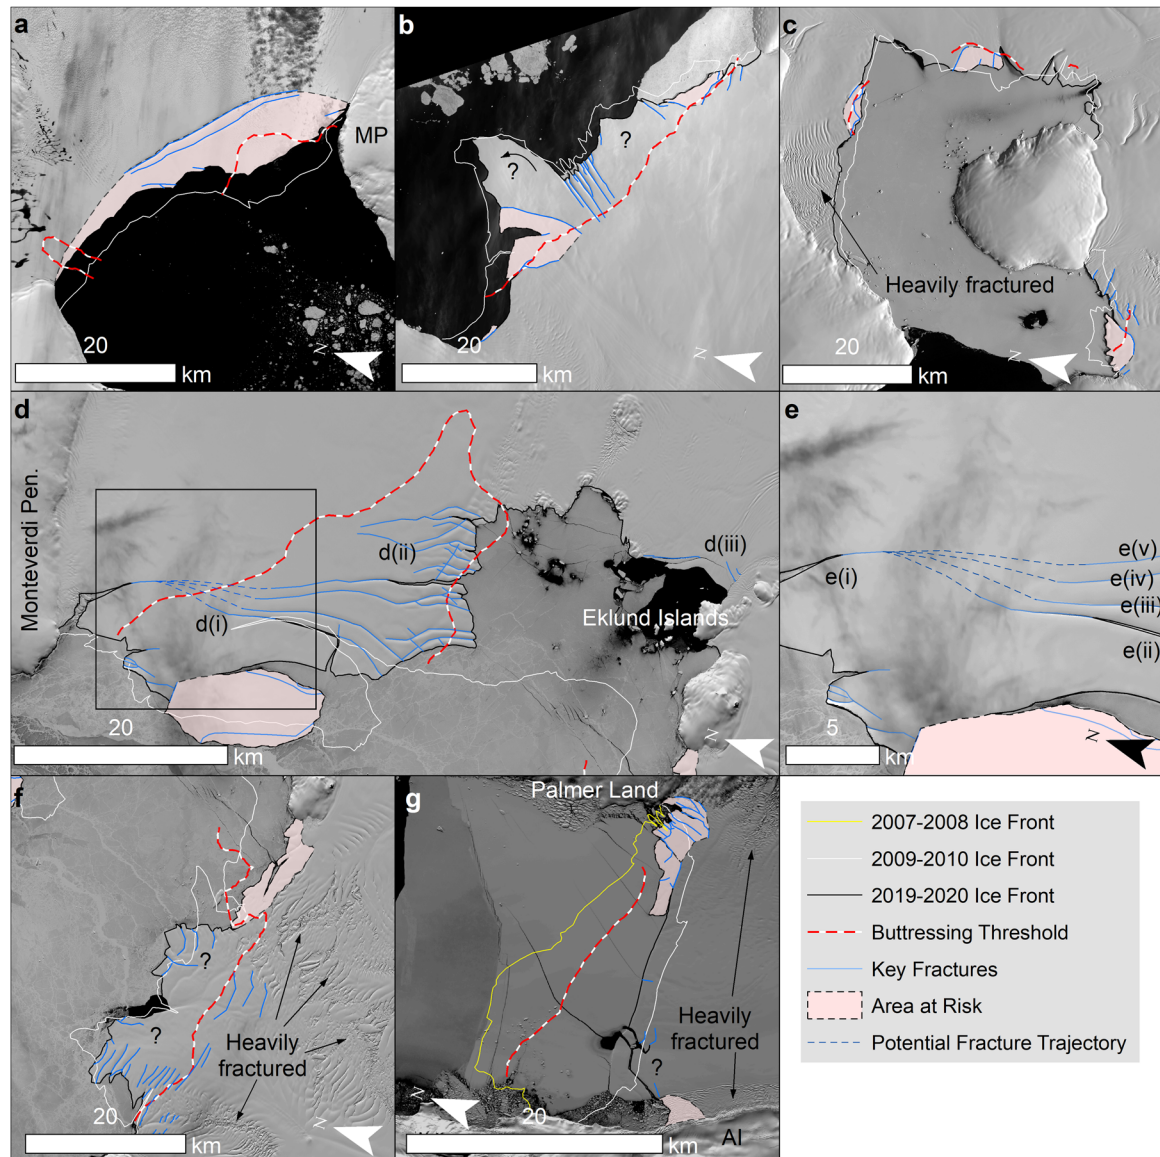 a
MP
20
km
N
b
?
?
20
km
N
c
Heavily fractured
20
km
N
d
Monteverdi Pen.
d(i)
d(ii)
d(iii)
Eklund Islands
20
km
N
e
e(i)
e(v)
e(iv)
e(iii)
e(ii)
5
km
N
f
?
?
Heavily
fractured
20
km
N
g
Palmer Land
Heavily
fractured
?
N
20
km
AI
2007-2008 Ice Front
2009-2010 Ice Front
2019-2020 Ice Front
Buttressing Threshold
Key Fractures
Area at Risk
Potential Fracture Trajectory